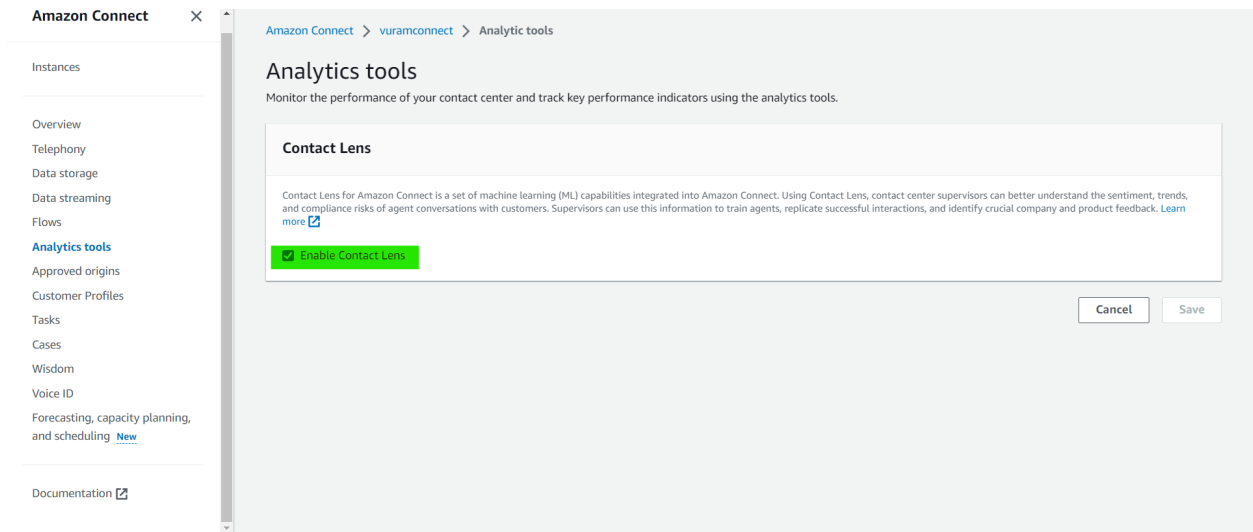 Amazon Connect
Instances
Overview
Telephony
Data storage
Data streaming
Flows
Analytics tools
Approved origins
Customer Profiles
Tasks
Cases
Wisdom
Voice ID
Forecasting, capacity planning,
and scheduling New
Documentation
Amazon Connect > vuramconnect > Analytic tools
Analytics tools
Monitor the performance of your contact center and track key performance indicators using the analytics tools.
Contact Lens
Contact Lens for Amazon Connect is a set of machine learning (ML) capabilities integrated into Amazon Connect. Using Contact Lens, contact center supervisors can better understand the sentiment, trends,
and compliance risks of agent conversations with customers. Supervisors can use this information to train agents, replicate successful interactions, and identify crucial company and product feedback. Learn
more
Enable Contact Lens
Cancel
Save